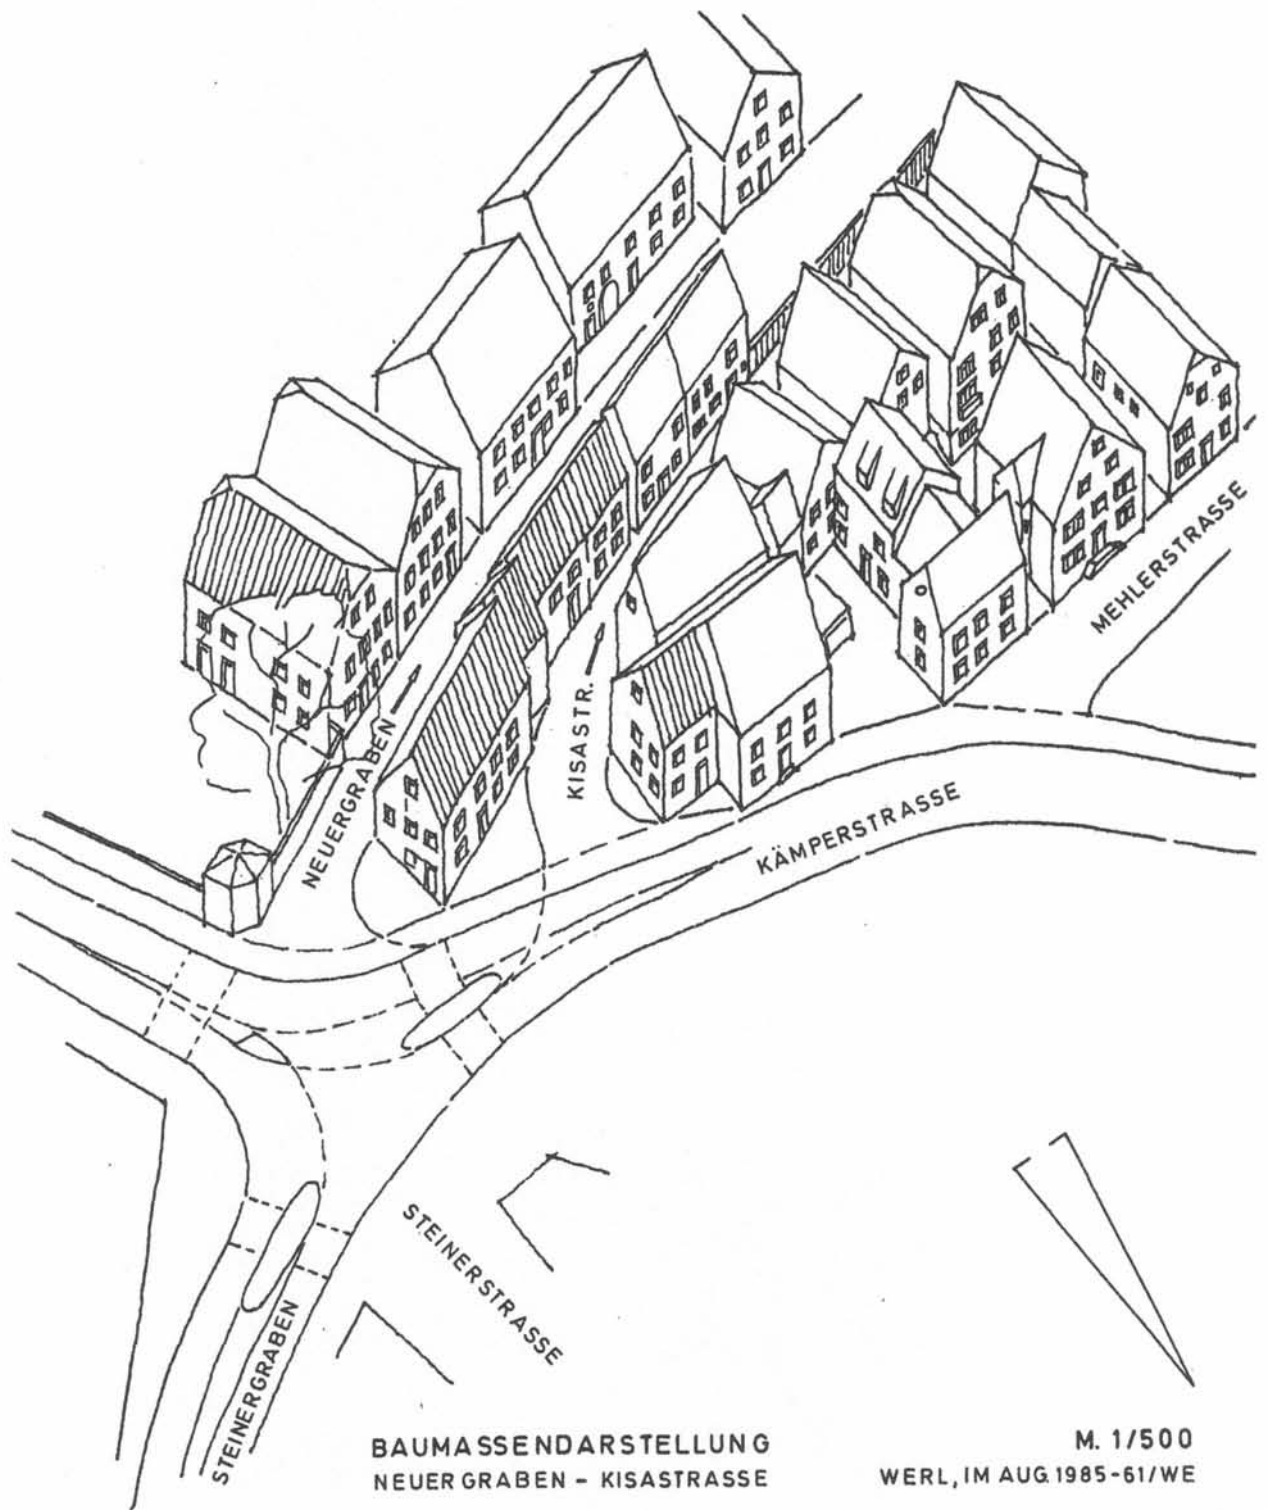 MEHLERSTRASSE
KISASTR.
NEUERGRABEN
KÄMPERSTRASSE
STEINERSTRASSE
STEINERGRABEN
BAUMASSENDARSTELLUNG
NEUER GRABEN - KISASTRASSE
M. 1/500
WERL, IM AUG. 1985-61/WE